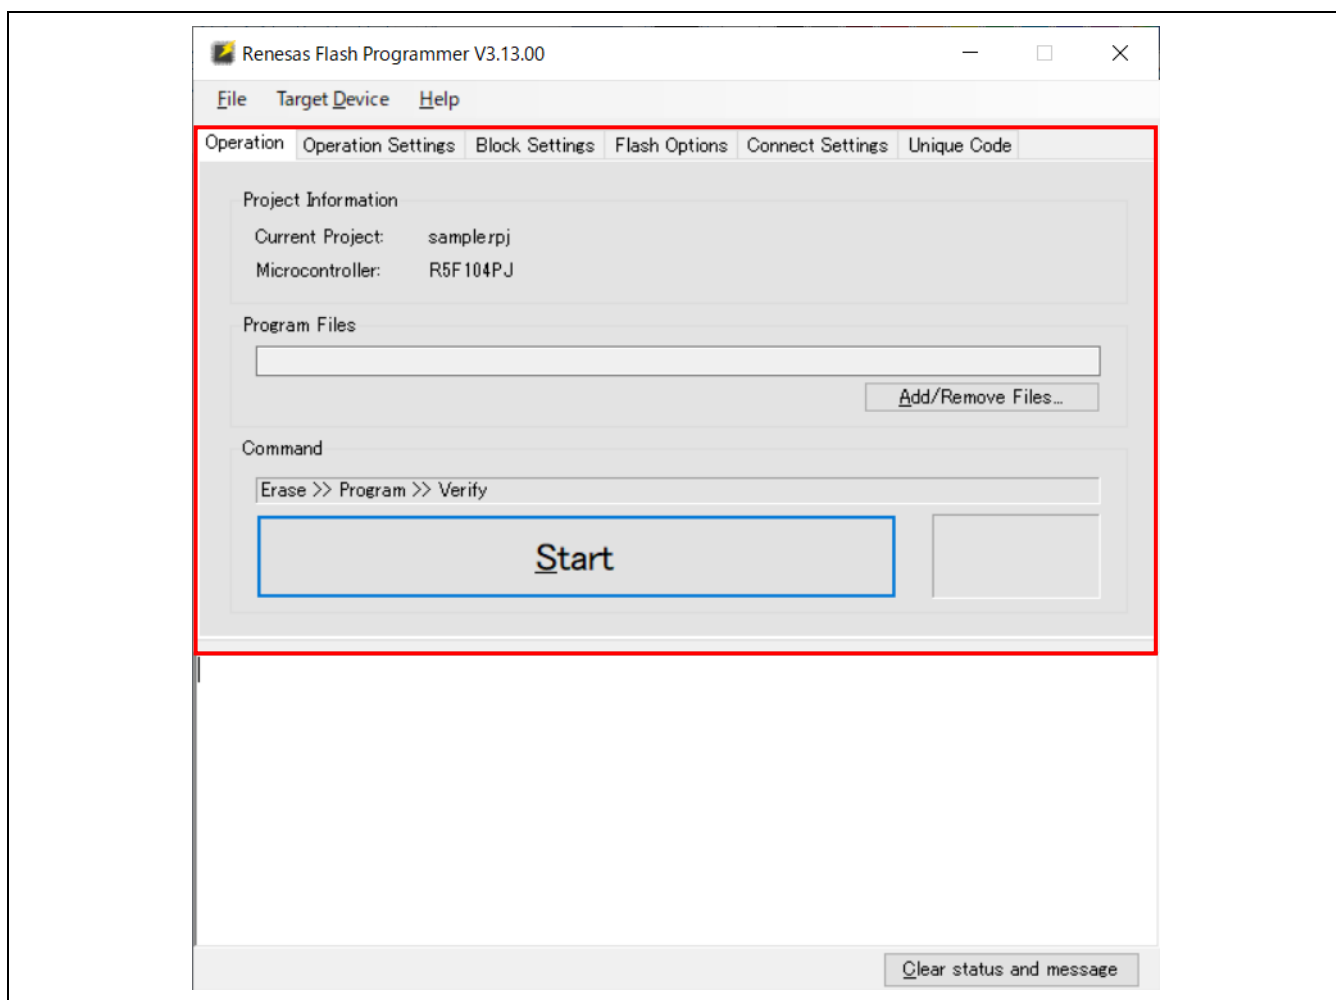 Renesas Flash Programmer V3.13.00
File Target Device Help
Operation Operation Settings Block Settings Flash Options Connect Settings Unique Code
Project Information
Current Project: sample.rpj
Microcontroller: R5F104PJ
Program Files
Add/Remove Files...
Command
Erase >> Program >> Verify
Start
Clear status and message